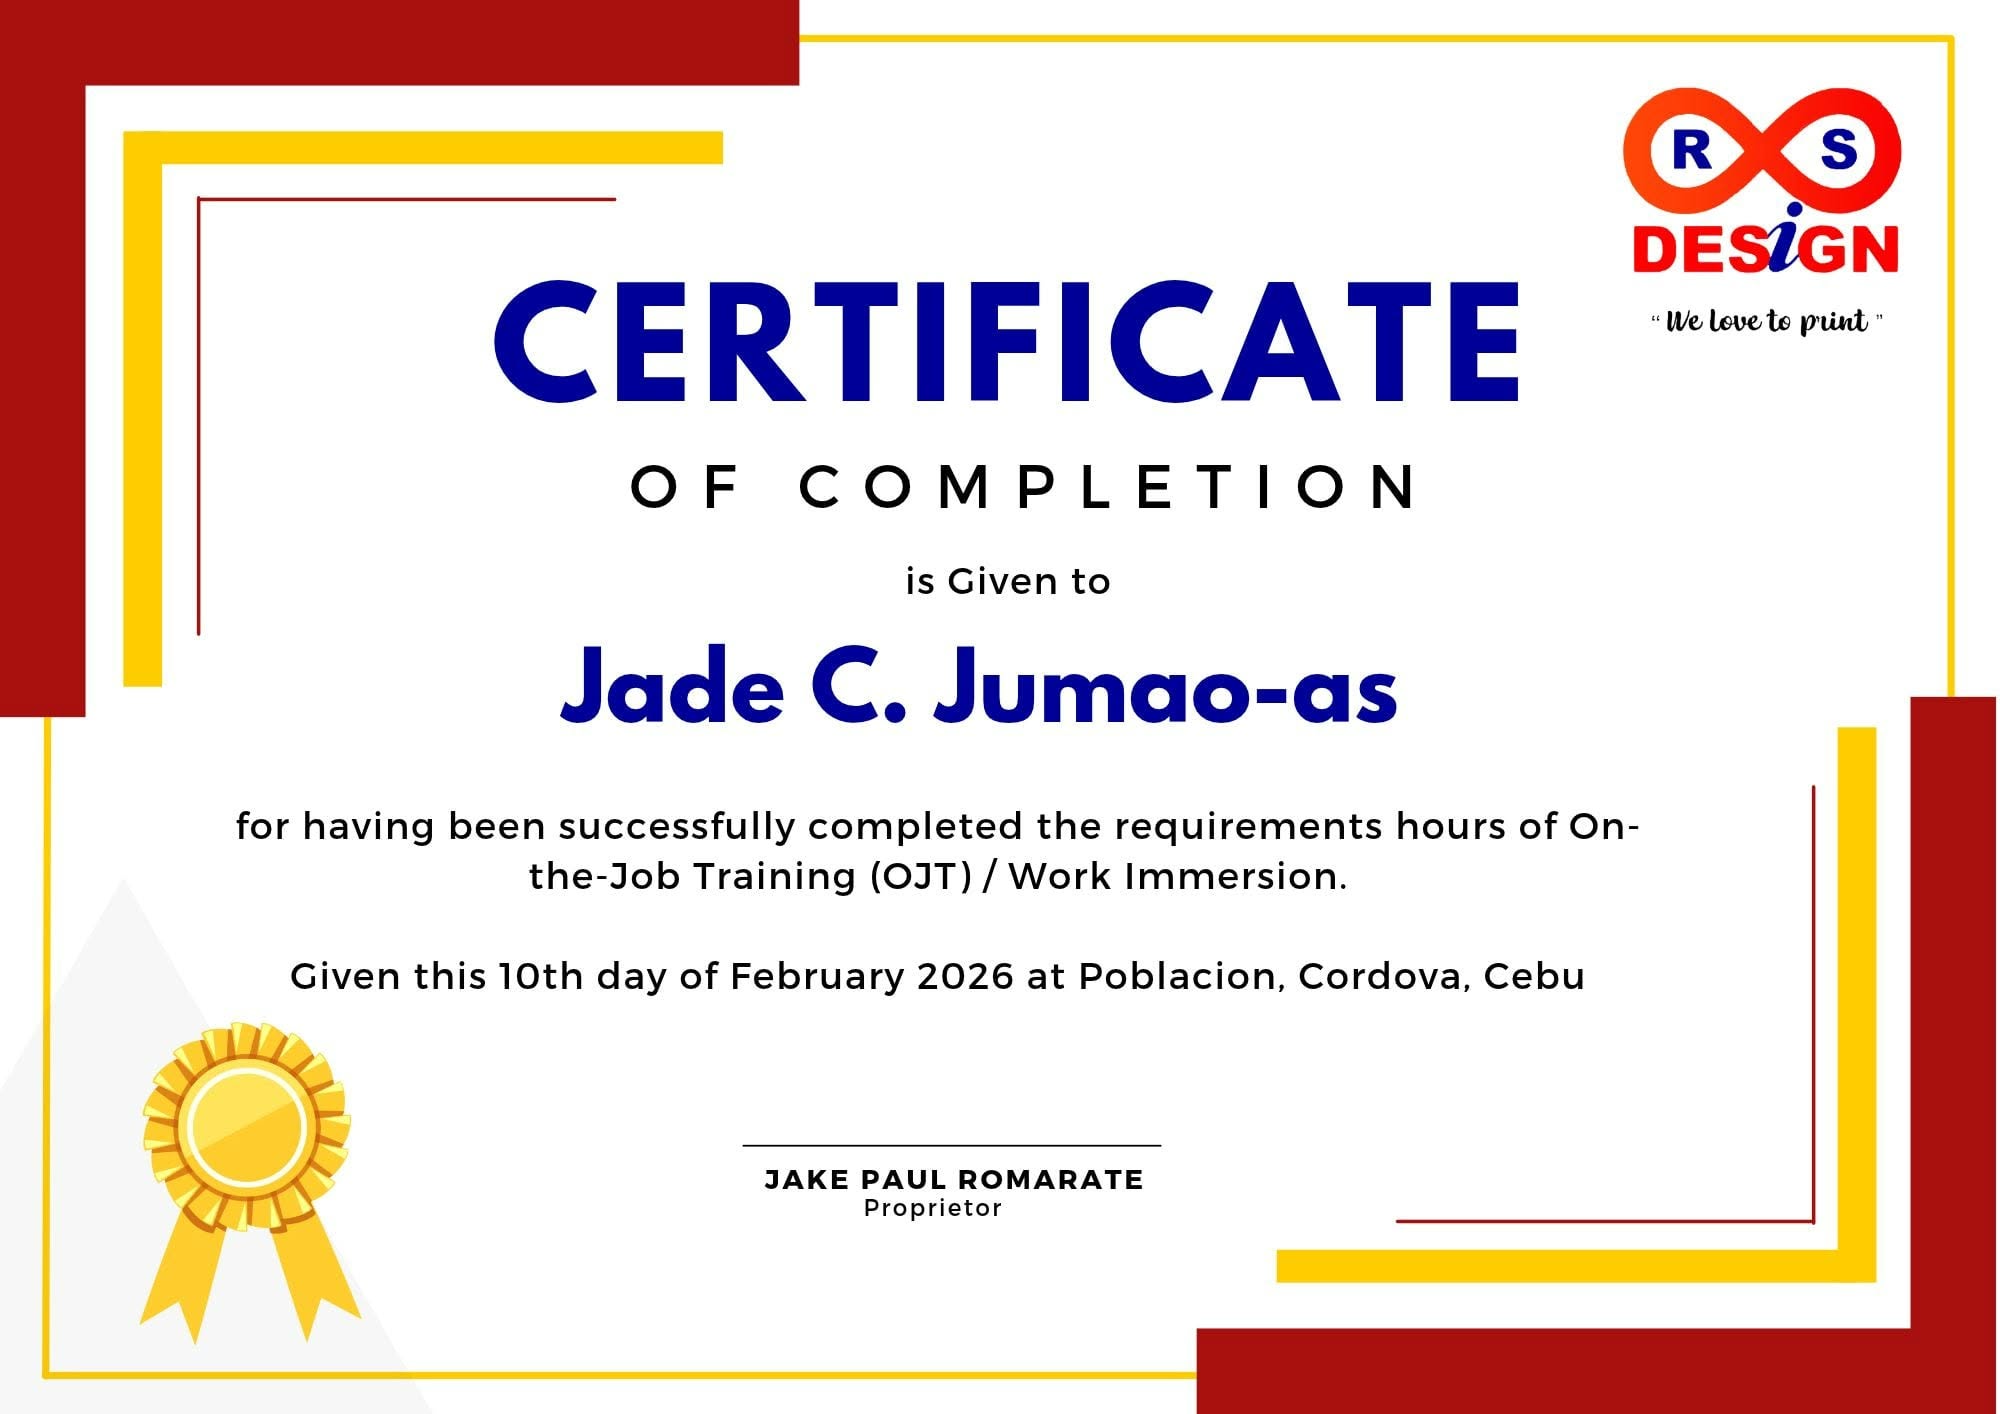 R S
DESiGN
“ We love to print ”
CERTIFICATE
OF COMPLETION
is Given to
Jade C. Jumao-as
for having been successfully completed the requirements hours of On-
the-Job Training (OJT) / Work Immersion.
Given this 10th day of February 2026 at Poblacion, Cordova, Cebu
JAKE PAUL ROMARATE
Proprietor